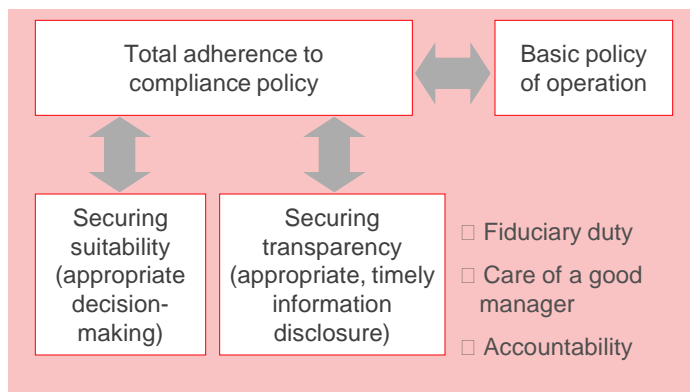 Total adherence to
compliance policy
Basic policy
of operation
Securing
suitability
(appropriate
decision-
making)
Securing
transparency
(appropriate, timely
information
disclosure)
□ Fiduciary duty
□ Care of a good
manager
□ Accountability